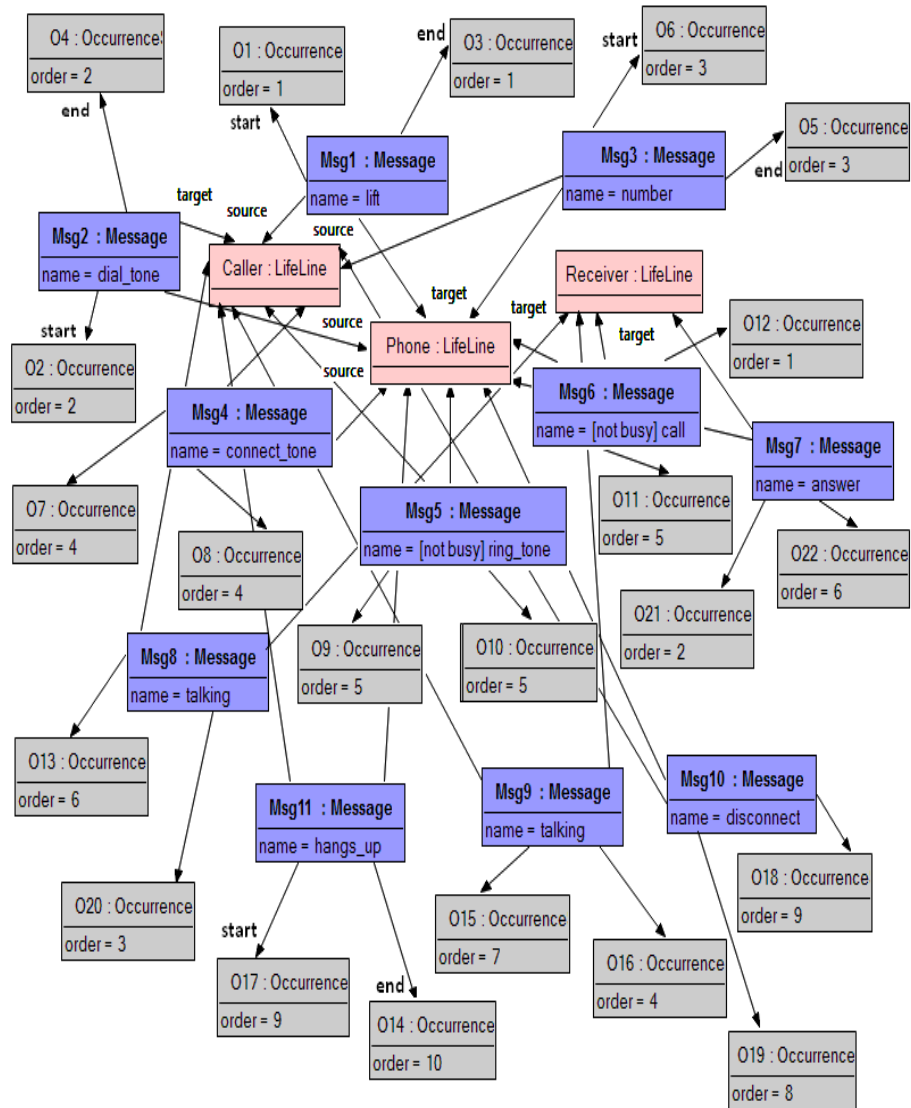 O4 : Occurrence
order = 2
O1 : Occurrence
order = 1
end
O3 : Occurrence
order = 1
start
O6 : Occurrence
order = 3
end
start
Msg1 : Message
name = lift
Msg3 : Message
name = number
O5 : Occurrence
order = 3
end
target
source
Msg2 : Message
name = dial_tone
source
Caller : LifeLine
Receiver : LifeLine
target
target
start
source
Phone : LifeLine
target
source
O12 : Occurrence
order = 1
O2 : Occurrence
order = 2
Msg4 : Message
name = connect_tone
Msg6 : Message
name = [not busy] call
Msg7 : Message
name = answer
O7 : Occurrence
order = 4
Msg5 : Message
name = [not busy] ring_tone
O11 : Occurrence
order = 5
O8 : Occurrence
order = 4
O22 : Occurrence
order = 6
O21 : Occurrence
order = 2
Msg8 : Message
name = talking
O9 : Occurrence
order = 5
O10 : Occurrence
order = 5
O13 : Occurrence
order = 6
Msg11 : Message
name = hangs_up
Msg9 : Message
name = talking
Msg10 : Message
name = disconnect
O20 : Occurrence
order = 3
O18 : Occurrence
order = 9
start
O15 : Occurrence
order = 7
O17 : Occurrence
order = 9
end
O16 : Occurrence
order = 4
O14 : Occurrence
order = 10
O19 : Occurrence
order = 8